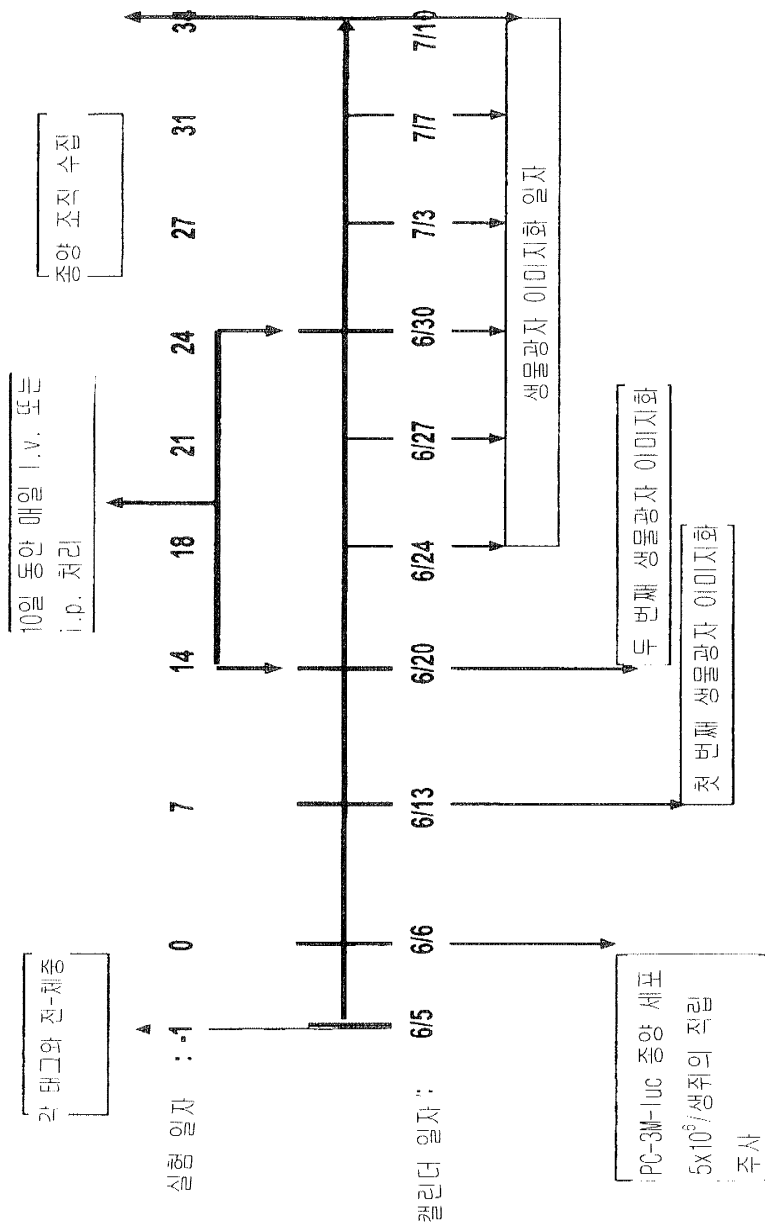 각 태그와 전-체중
10일 동안 매일 I.v. 또는
i.p. 처리
종양 조직 수집
실험 일자 : -1 0 7 14 18 21 24 27 31 34
캘린더 일자 : 6/5 6/6 6/13 6/20 6/24 6/27 6/30 7/3 7/7 7/10
생물광자 이미지화 일자
두 번째 생물광자 이미지화
첫 번째 생물광자 이미지화
PC-3M-luc 종양 세포
5x10⁶/생쥐의 직립
주사